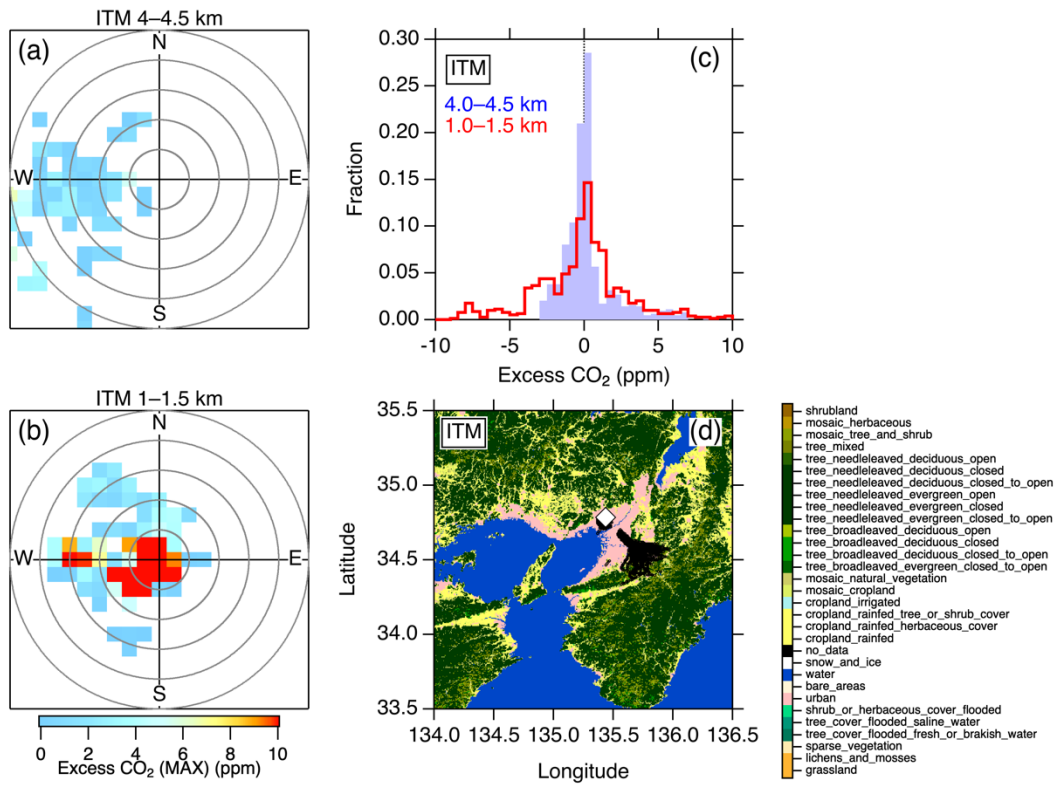 ITM 4–4.5 km
(a)
N
W
E
S
(c)
ITM
4.0–4.5 km
1.0–1.5 km
0.30
0.25
0.20
0.15
0.10
0.05
0.00
Fraction
-10
-5
0
5
10
Excess CO₂ (ppm)
ITM 1–1.5 km
(b)
N
W
E
S
0
2
4
6
8
10
Excess CO₂ (MAX) (ppm)
ITM
(d)
35.5
35.0
34.5
34.0
33.5
Latitude
134.0
134.5
135.0
135.5
136.0
136.5
Longitude
shrubland
mosaic_herbaceous
mosaic_tree_and_shrub
tree_mixed
tree_needleleaved_deciduous_open
tree_needleleaved_deciduous_closed
tree_needleleaved_deciduous_closed_to_open
tree_needleleaved_evergreen_open
tree_needleleaved_evergreen_closed
tree_needleleaved_evergreen_closed_to_open
tree_broadleaved_deciduous_open
tree_broadleaved_deciduous_closed
tree_broadleaved_deciduous_closed_to_open
tree_broadleaved_evergreen_closed_to_open
mosaic_natural_vegetation
mosaic_cropland
cropland_irrigated
cropland_rainfed_tree_or_shrub_cover
cropland_rainfed_herbaceous_cover
cropland_rainfed
no_data
snow_and_ice
water
bare_areas
urban
shrub_or_herbaceous_cover_flooded
tree_cover_flooded_saline_water
tree_cover_flooded_fresh_or_brakish_water
sparse_vegetation
lichens_and_mosses
grassland